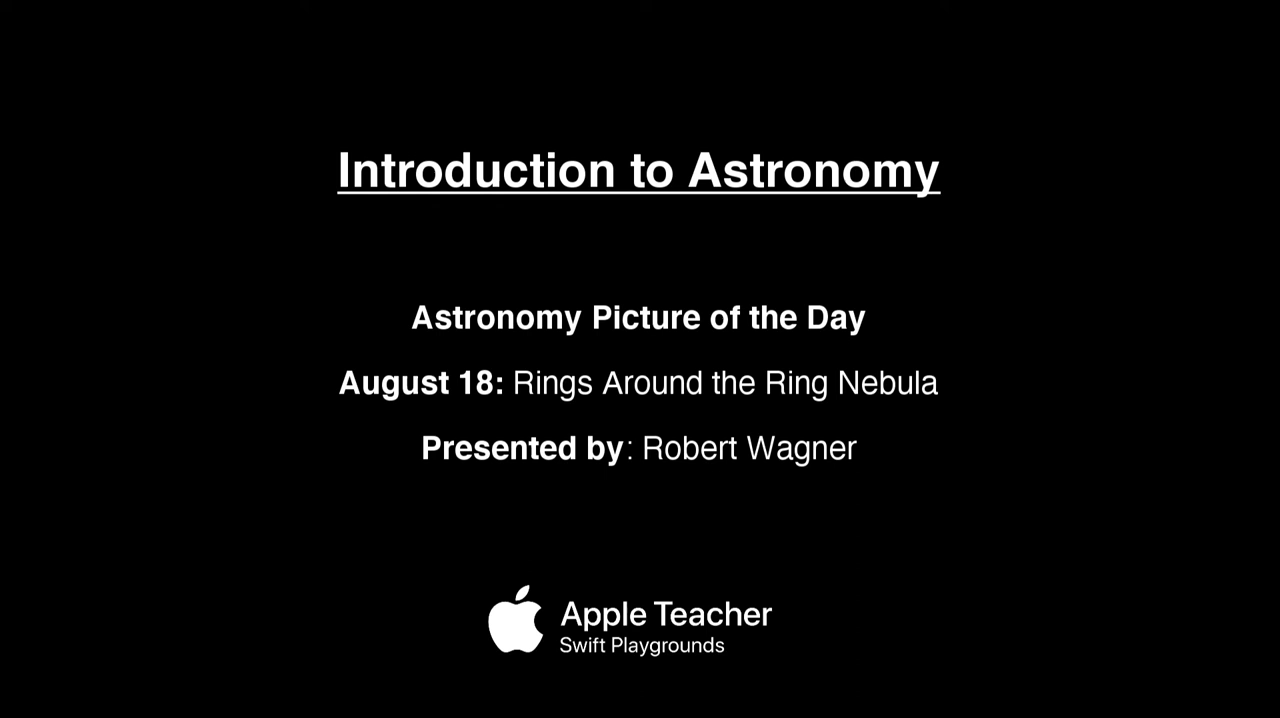 Introduction to Astronomy
Astronomy Picture of the Day
August 18: Rings Around the Ring Nebula
Presented by: Robert Wagner
Apple Teacher
Swift Playgrounds